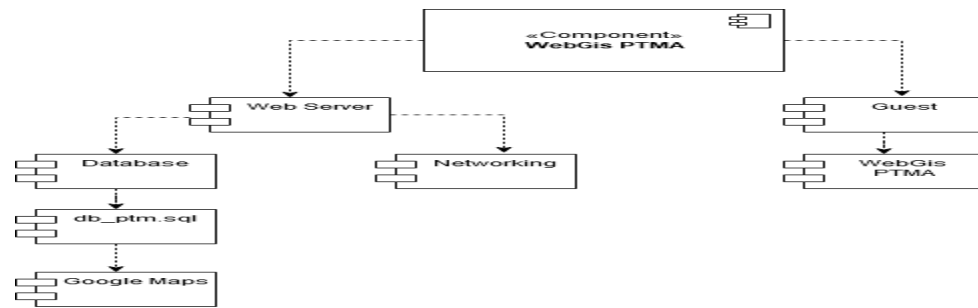 «Component»
WebGis PTMA
Web Server
Guest
Database
Networking
WebGis
PTMA
db_ptm.sql
Google Maps